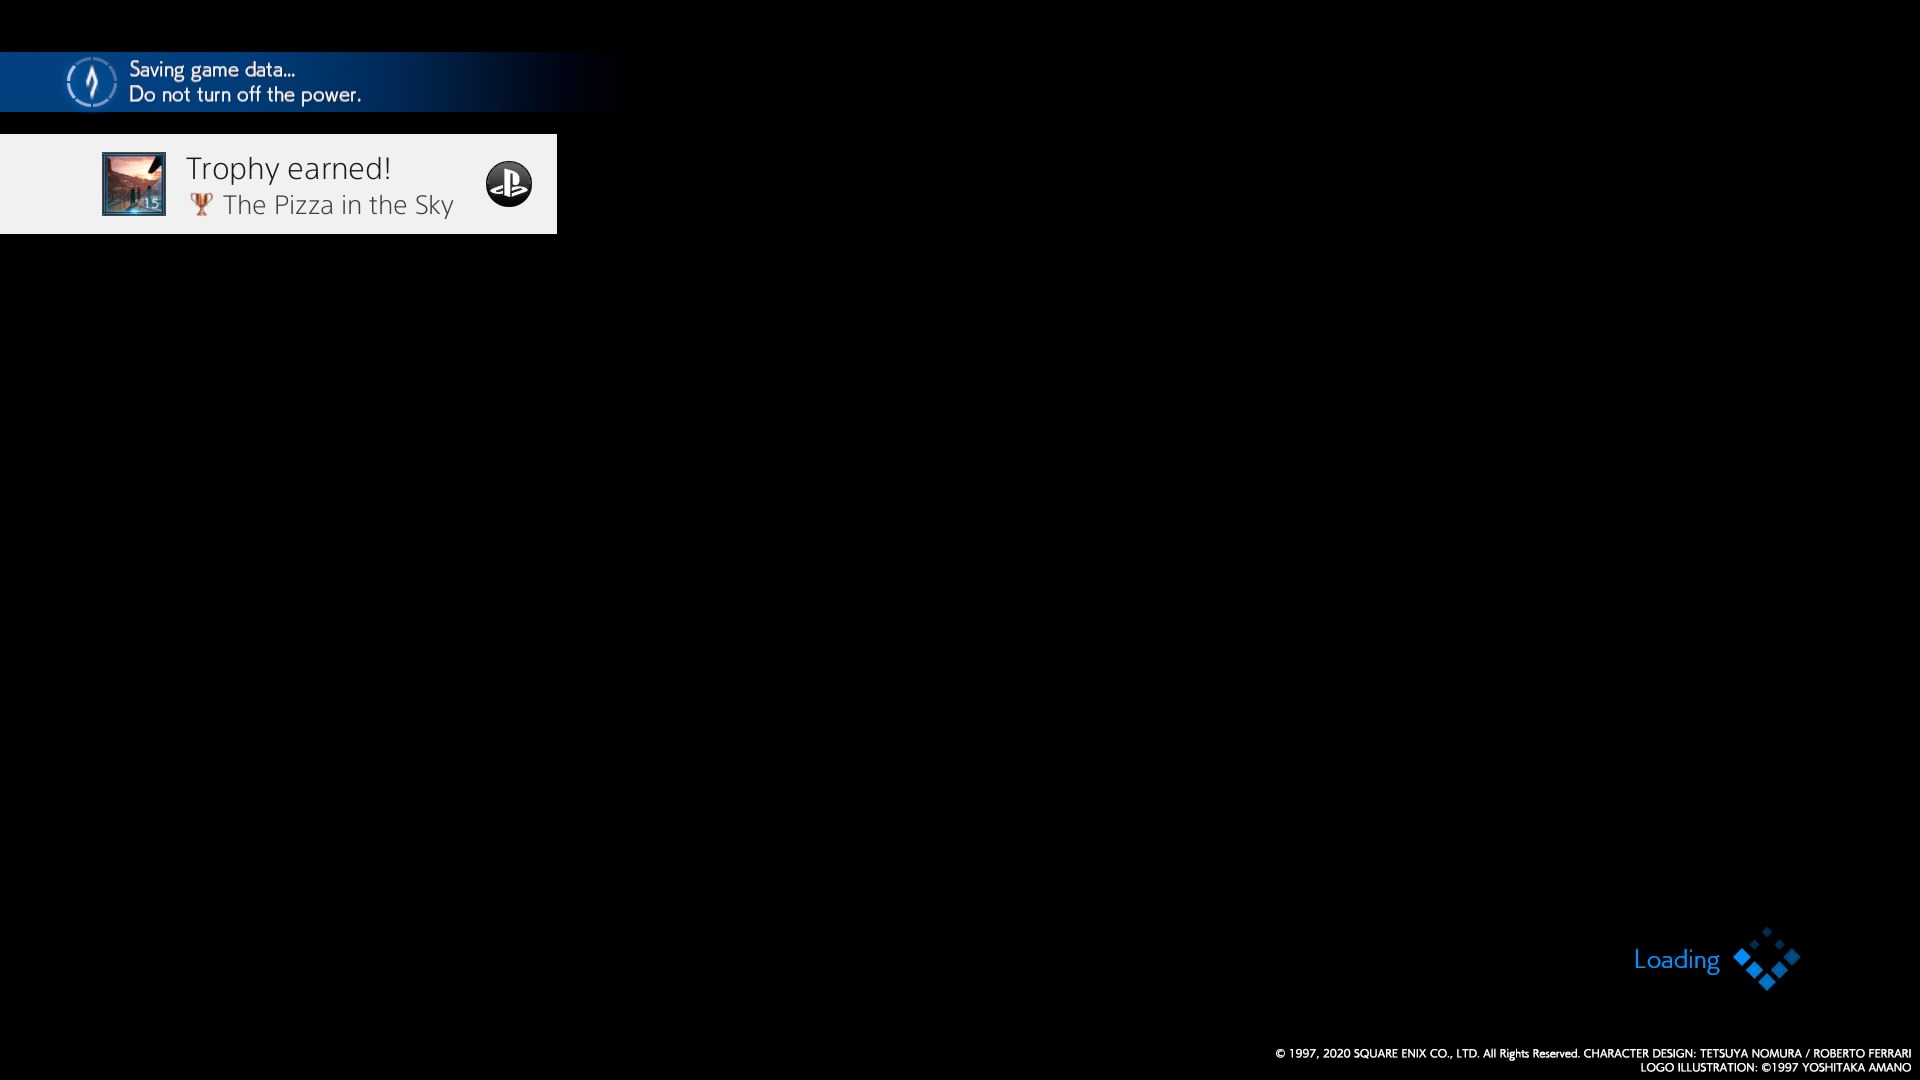 Saving game data...
Do not turn off the power.
Trophy earned!
The Pizza in the Sky
15
Loading
© 1997, 2020 SQUARE ENIX CO., LTD. All Rights Reserved. CHARACTER DESIGN: TETSUYA NOMURA / ROBERTO FERRARI
LOGO ILLUSTRATION: ©1997 YOSHITAKA AMANO